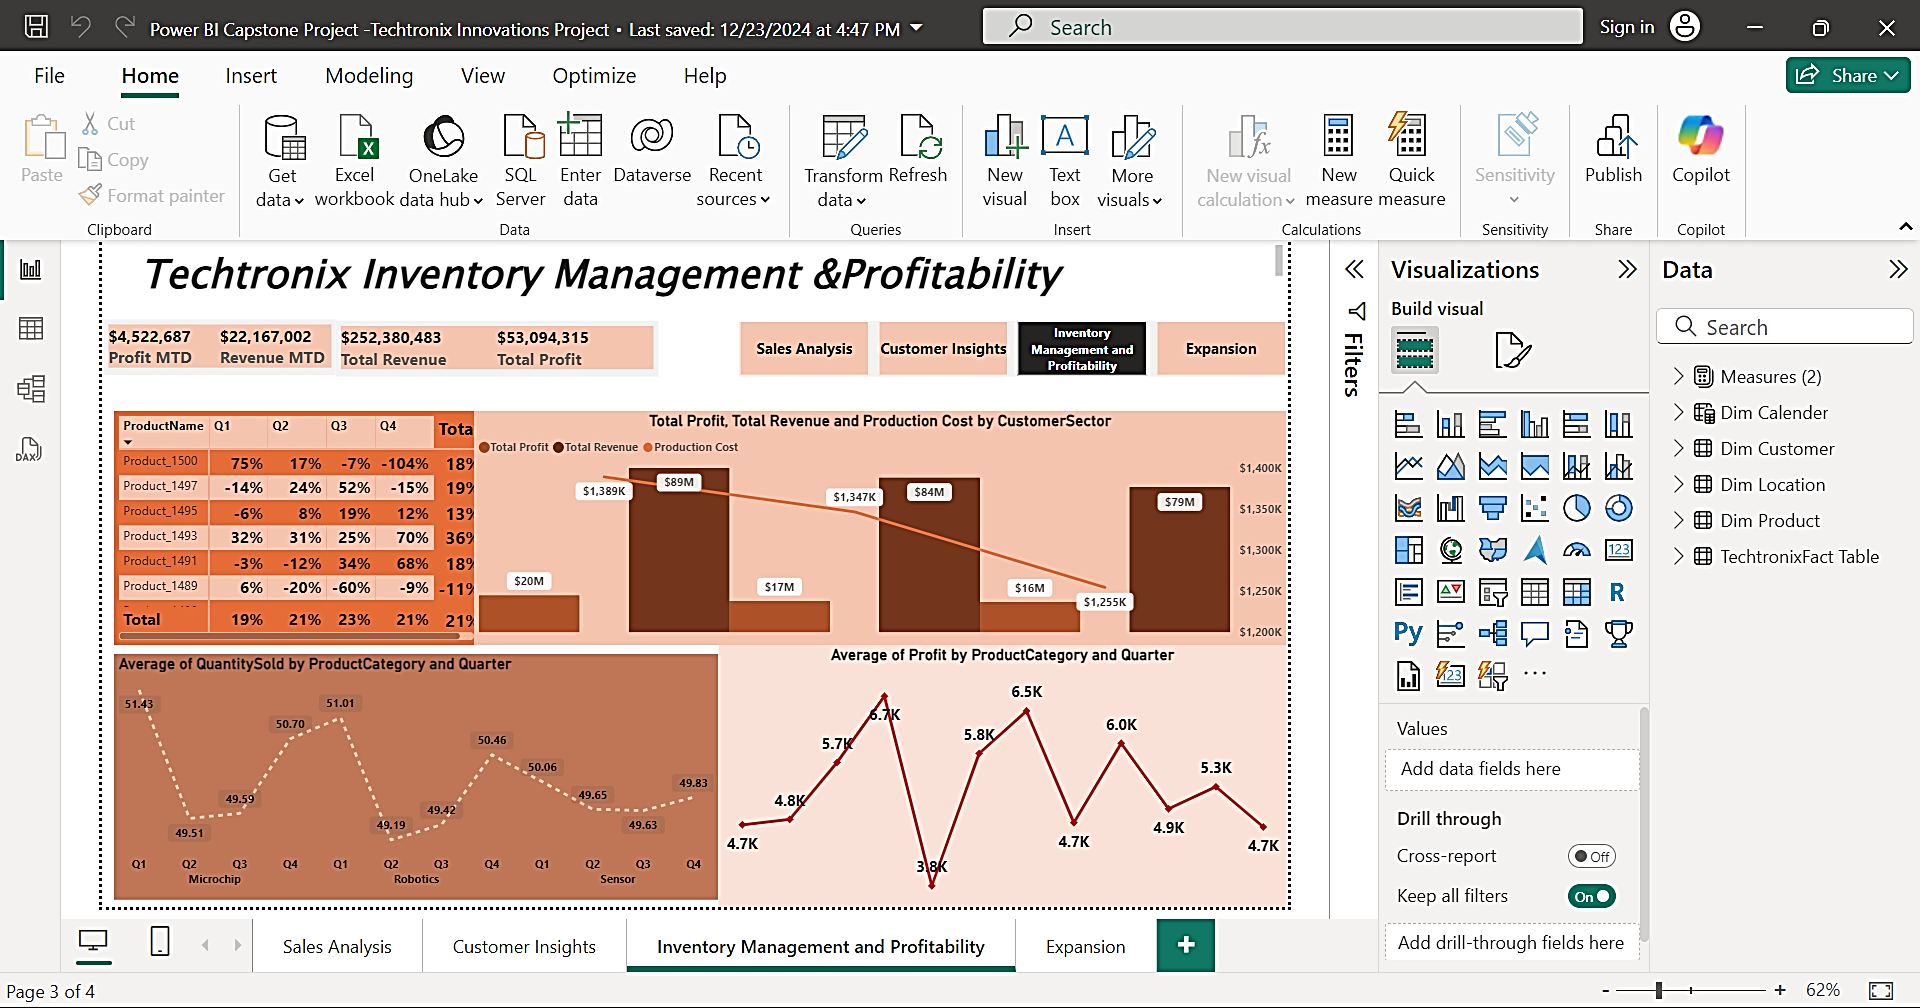 Power BI Capstone Project -Techtronix Innovations Project • Last saved: 12/23/2024 at 4:47 PM
Search
Sign in
File Home Insert Modeling View Optimize Help
Share
Paste
Cut
Copy
Format painter
Clipboard
Get data
Excel workbook
OneLake data hub
SQL Server
Enter data
Dataverse
Recent sources
Data
Transform data
Refresh
Queries
New visual
Text box
More visuals
Insert
New visual calculation
New measure
Quick measure
Calculations
Sensitivity
Sensitivity
Publish
Share
Copilot
Copilot
Techtronix Inventory Management &Profitability
$4,522,687 $22,167,002 $252,380,483 $53,094,315
Profit MTD Revenue MTD Total Revenue Total Profit
Sales Analysis
Customer Insights
Inventory Management and Profitability
Expansion
ProductName Q1 Q2 Q3 Q4 Tota
Product_1500 75% 17% -7% -104% 18%
Product_1497 -14% 24% 52% -15% 19%
Product_1495 -6% 8% 19% 12% 13%
Product_1493 32% 31% 25% 70% 36%
Product_1491 -3% -12% 34% 68% 18%
Product_1489 6% -20% -60% -9% -11%
Total 19% 21% 23% 21% 21%
Total Profit, Total Revenue and Production Cost by CustomerSector
Total Profit Total Revenue Production Cost
$20M $89M $17M $84M $16M $79M
$1,389K $1,347K $1,255K
$1,400K
$1,350K
$1,300K
$1,250K
$1,200K
Average of QuantitySold by ProductCategory and Quarter
51.43 49.51 49.59 50.70 51.01 49.19 49.42 50.46 50.06 49.65 49.63 49.83
Q1 Q2 Q3 Q4 Q1 Q2 Q3 Q4 Q1 Q2 Q3 Q4
Microchip Robotics Sensor
Average of Profit by ProductCategory and Quarter
4.7K 4.8K 5.7K 6.7K 3.8K 5.8K 6.5K 4.7K 6.0K 4.9K 5.3K 4.7K
Filters
Visualizations
Build visual
123
R
Py
123
Values
Add data fields here
Drill through
Cross-report
Off
Keep all filters
On
Add drill-through fields here
Data
Search
Measures (2)
Dim Calender
Dim Customer
Dim Location
Dim Product
TechtronixFact Table
DAX
Sales Analysis
Customer Insights
Inventory Management and Profitability
Expansion
+
Page 3 of 4
- + 62%